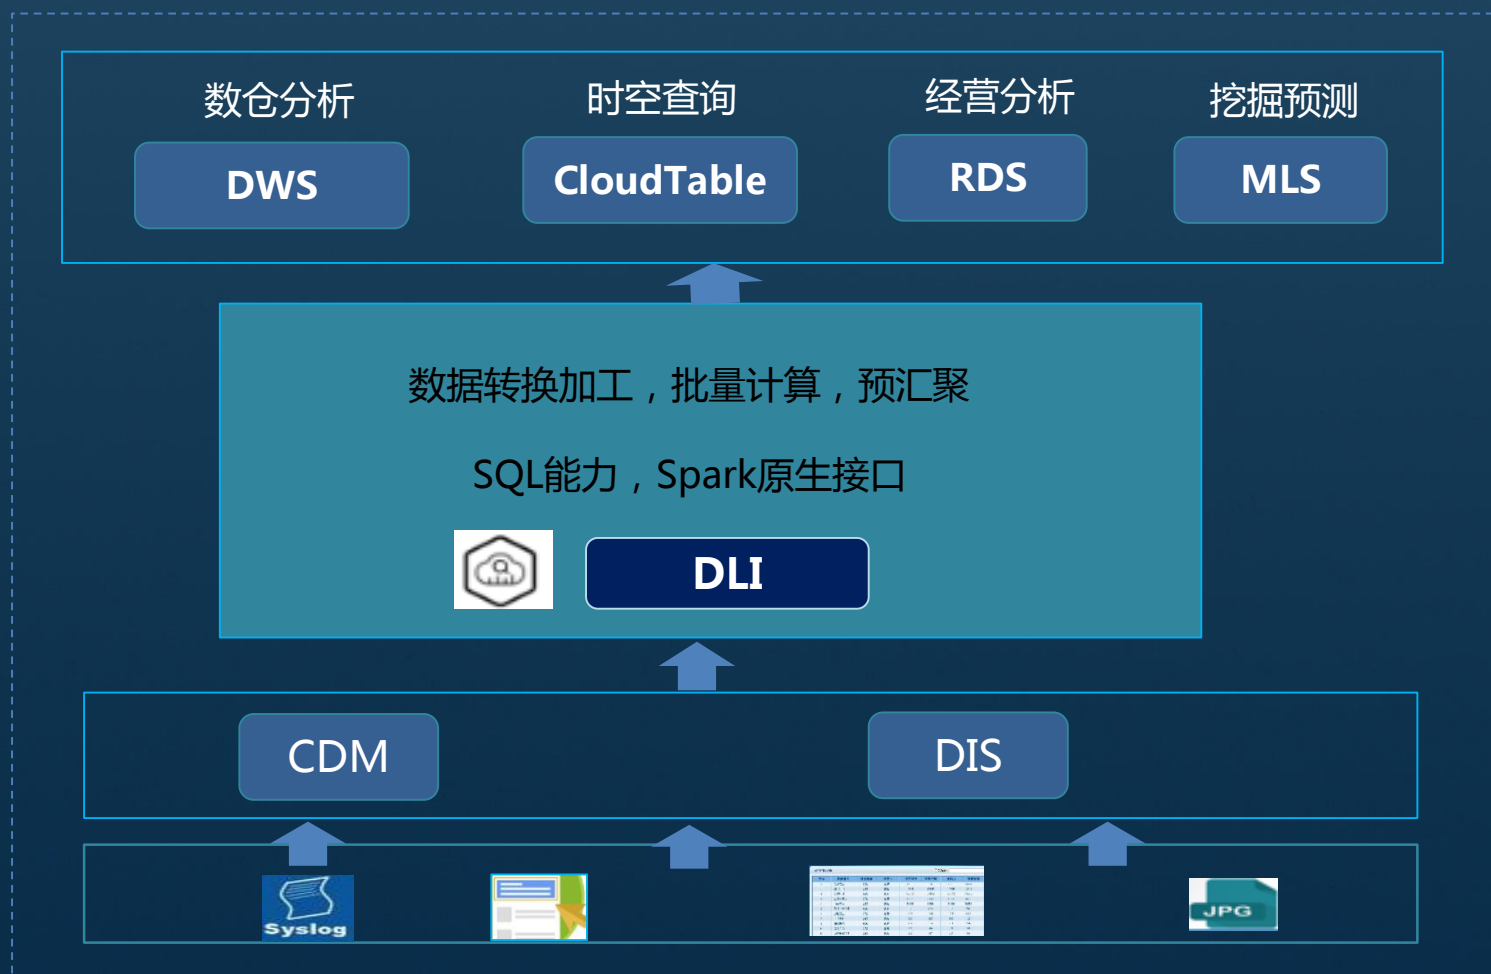 数仓分析
时空查询
经营分析
挖掘预测
DWS
CloudTable
RDS
MLS
数据转换加工，批量计算，预汇聚
SQL能力，Spark原生接口
DLI
CDM
DIS
Syslog
JPG